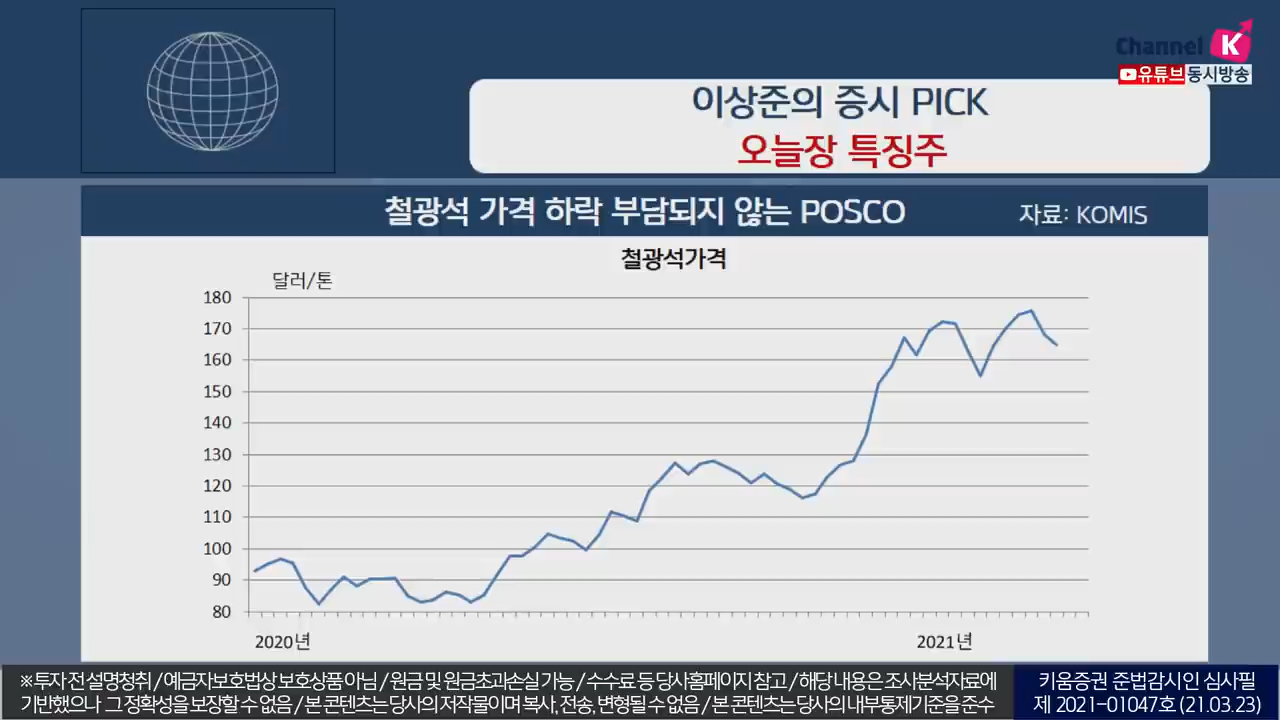 Channel K
유튜브동시방송
이상준의 증시 PICK
오늘장 특징주
철광석 가격 하락 부담되지 않는 POSCO
자료: KOMIS
철광석가격
달러/톤
180
170
160
150
140
130
120
110
100
90
80
2020년
2021년
※ 투자 전 설명청취 / 예금자보호법상 보호상품 아님 / 원금 및 원금초과손실 가능 / 수수료 등 당사홈페이지 참고 / 해당 내용은 조사분석자료에
기반했으나 그 정확성을 보장할 수 없음 / 본 콘텐츠는 당사의 저작물이며 복사, 전송, 변형될 수 없음 / 본 콘텐츠는 당사의 내부통제기준을 준수
키움증권 준법감시인 심사필
제 2021-01047호 (21.03.23)